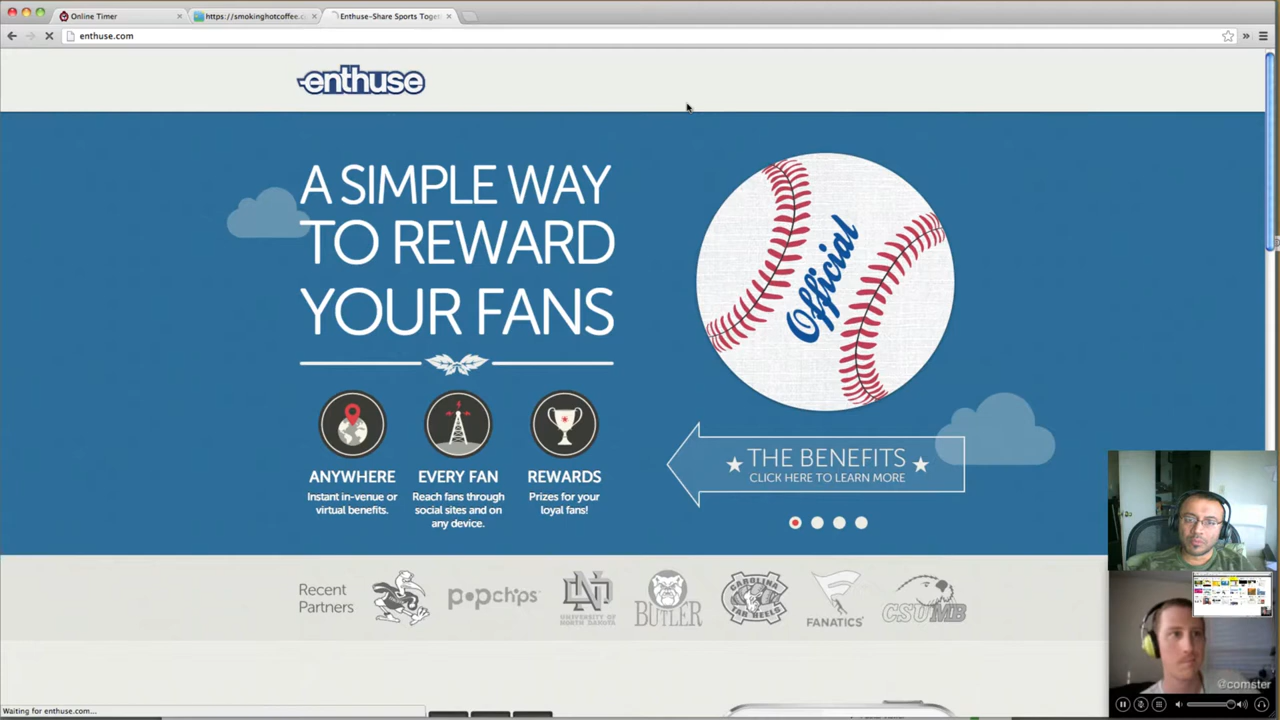 Online Timer
https://smokinghotcoffee.c
Enthuse-Share Sports Toget
enthuse.com
enthuse
A SIMPLE WAY
TO REWARD
YOUR FANS
Official
ANYWHERE
Instant in-venue or
virtual benefits.
EVERY FAN
Reach fans through
social sites and on
any device.
REWARDS
Prizes for your
loyal fans!
THE BENEFITS
CLICK HERE TO LEARN MORE
Recent
Partners
popchips
UNIVERSITY OF
NORTH DAKOTA
BUTLER
CAROLINA
TAR HEELS
FANATICS
CSUMB
@comster
Waiting for enthuse.com...